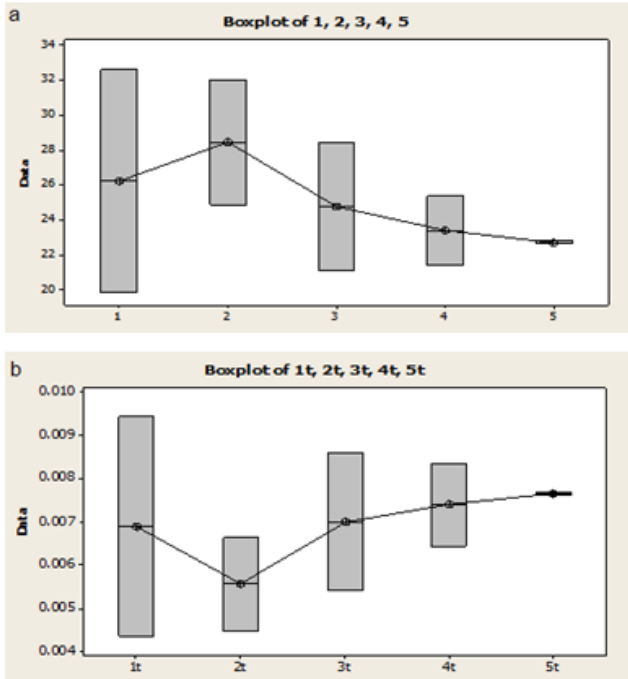 a
Boxplot of 1, 2, 3, 4, 5
34
32
30
28
26
24
22
20
Data
1 2 3 4 5
b
Boxplot of 1t, 2t, 3t, 4t, 5t
0.010
0.009
0.008
0.007
0.006
0.005
0.004
Data
1t 2t 3t 4t 5t